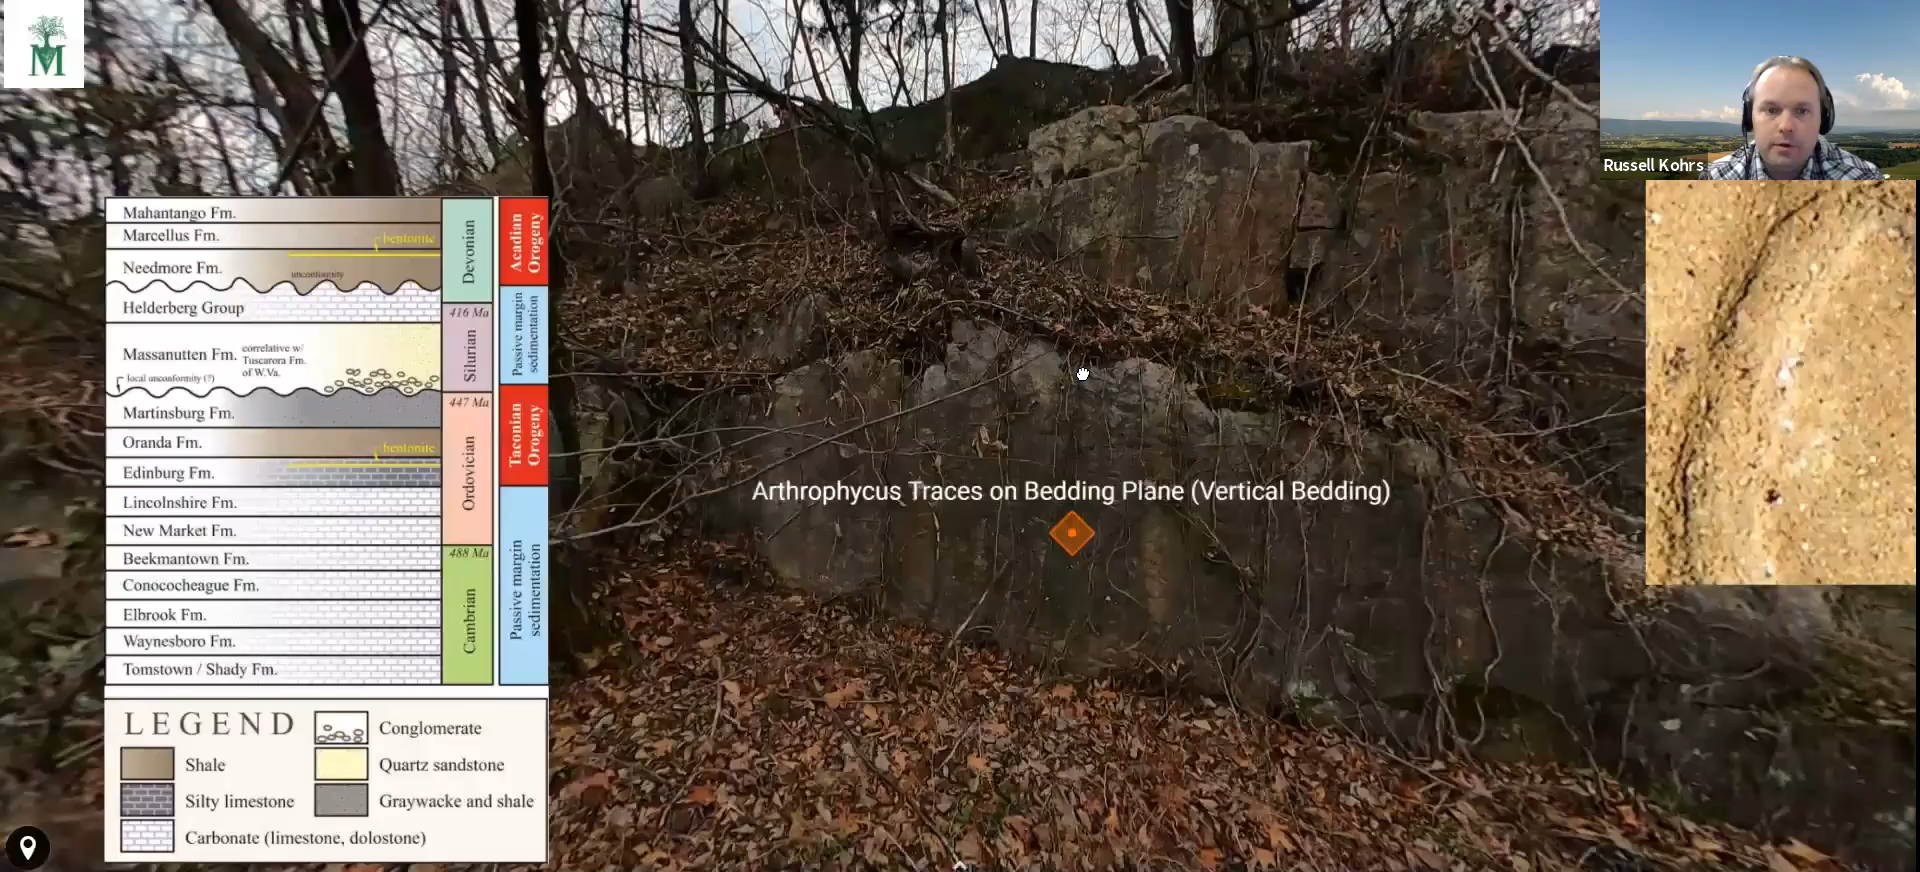 M
Russell Kohrs
Mahantango Fm.
Marcellus Fm.
bentonite
Needmore Fm.
unconformity
Helderberg Group
Massanutten Fm.
correlative w/
Tuscarora Fm.
of W.Va.
local unconformity (?)
Martinsburg Fm.
Oranda Fm.
bentonite
Edinburg Fm.
Lincolnshire Fm.
New Market Fm.
Beekmantown Fm.
Conococheague Fm.
Elbrook Fm.
Waynesboro Fm.
Tomstown / Shady Fm.
Devonian
416 Ma
Silurian
447 Ma
Ordovician
488 Ma
Cambrian
Acadian
Orogeny
Passive margin
sedimentation
Taconian
Orogeny
Passive margin
sedimentation
Arthrophycus Traces on Bedding Plane (Vertical Bedding)
LEGEND
Shale
Silty limestone
Carbonate (limestone, dolostone)
Conglomerate
Quartz sandstone
Graywacke and shale